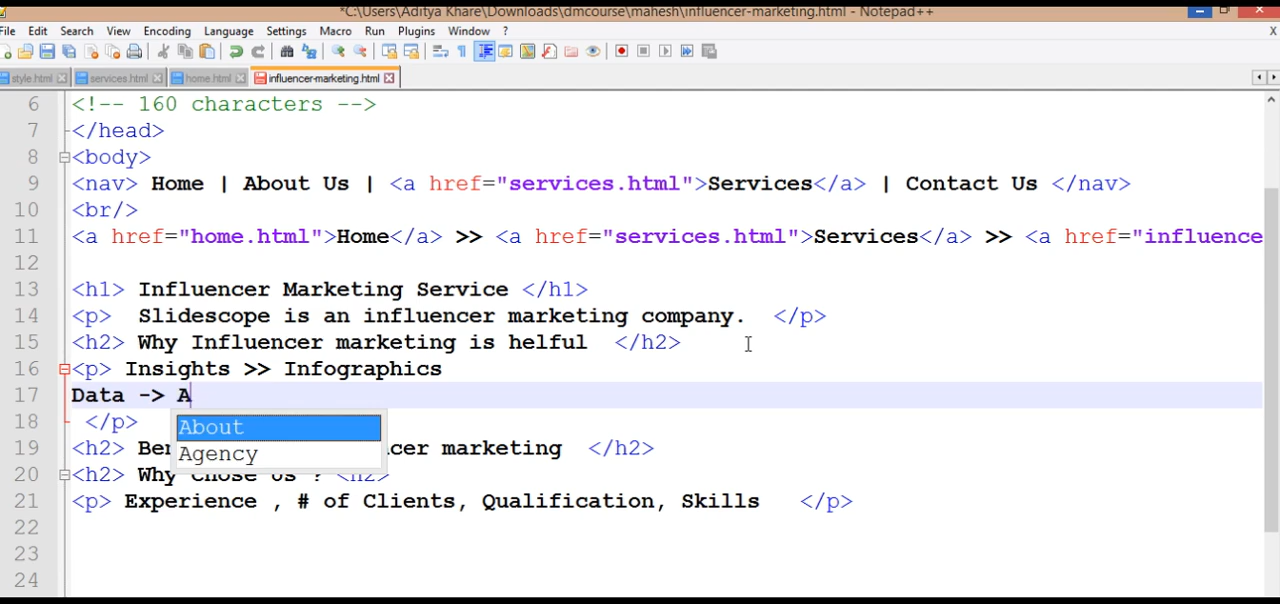 *C:\Users\Aditya Khare\Downloads\dmcourse\mahesh\influencer-marketing.html - Notepad++
File Edit Search View Encoding Language Settings Macro Run Plugins Window ? X
style.html services.html home.html influencer-marketing.html
6 <!-- 160 characters -->
7 </head>
8 <body>
9 <nav> Home | About Us | <a href="services.html">Services</a> | Contact Us </nav>
10 <br/>
11 <a href="home.html">Home</a> >> <a href="services.html">Services</a> >> <a href="influence
12
13 <h1> Influencer Marketing Service </h1>
14 <p> Slidescope is an influencer marketing company. </p>
15 <h2> Why Influencer marketing is helful </h2>
16 <p> Insights >> Infographics
17 Data -> A
18 </p>
About
Agency
19 <h2> Ben cer marketing </h2>
20 <h2> Why chose Us ? <h2>
21 <p> Experience , # of Clients, Qualification, Skills </p>
22
23
24